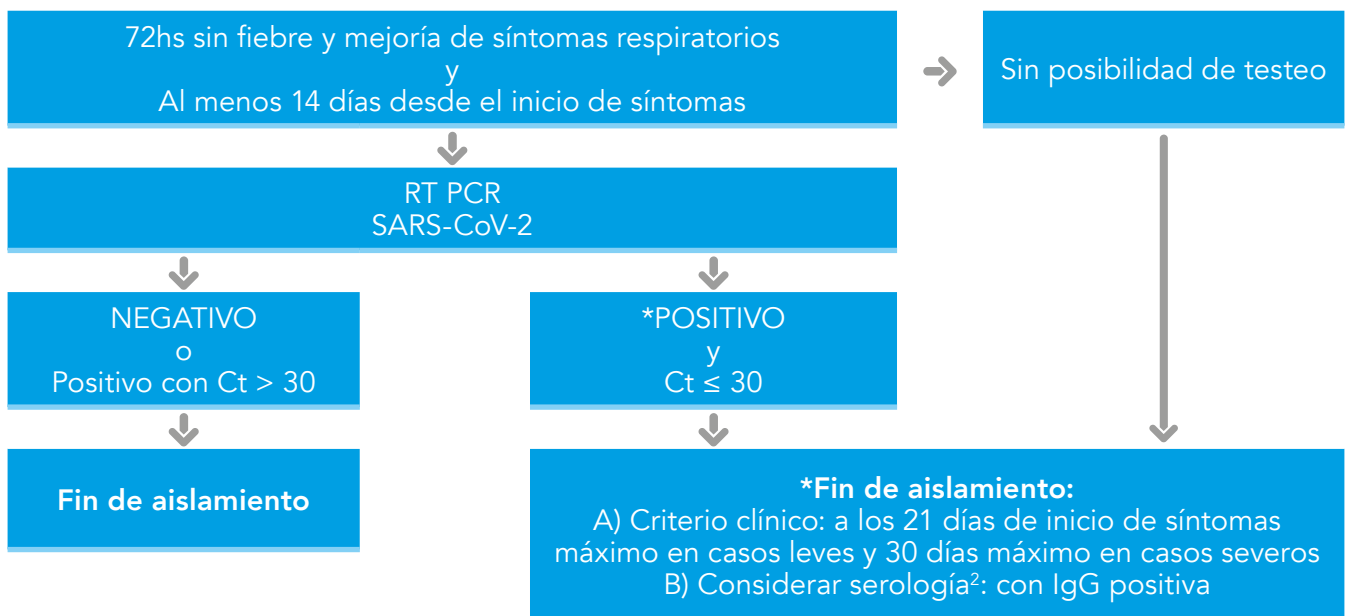 72hs sin fiebre y mejoría de síntomas respiratorios
y
Al menos 14 días desde el inicio de síntomas
Sin posibilidad de testeo
RT PCR
SARS-CoV-2
NEGATIVO
o
Positivo con Ct > 30
*POSITIVO
y
Ct ≤ 30
Fin de aislamiento
*Fin de aislamiento:
A) Criterio clínico: a los 21 días de inicio de síntomas
máximo en casos leves y 30 días máximo en casos severos
B) Considerar serología²: con IgG positiva